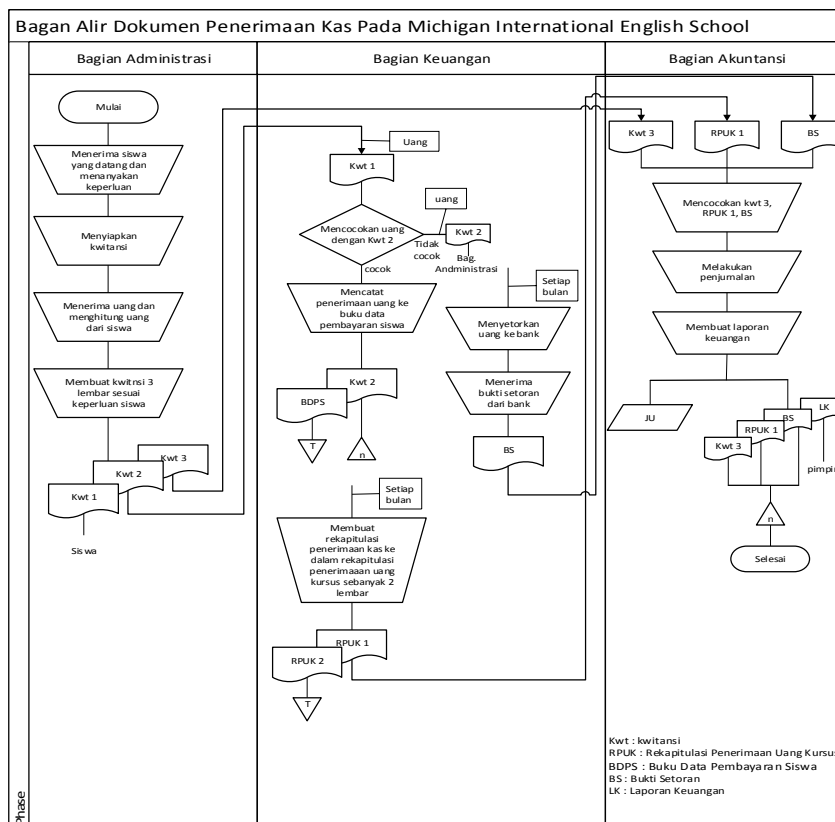 Bagan Alir Dokumen Penerimaan Kas Pada Michigan International English School
Bagian Administrasi
Bagian Keuangan
Bagian Akuntansi
Mulai
Menerima siswa
yang datang dan
menanyakan
keperluan
Menyiapkan
kwitansi
Menerima uang dan
menghitung uang
dari siswa
Membuat kwitnsi 3
lembar sesuai
keperluan siswa
Kwt 3
Kwt 2
Kwt 1
Siswa
Uang
Kwt 1
uang
Mencocokan uang
dengan Kwt 2
Tidak
cocok
Kwt 2
Bag.
Andministrasi
cocok
Mencatat
penerimaan uang ke
buku data
pembayaran siswa
Kwt 2
BDPS
T
n
Setiap
bulan
Menyetorkan
uang ke bank
Menerima
bukti setoran
dari bank
BS
Setiap
bulan
Membuat
rekapitulasi
penerimaan kas ke
dalam rekapitulasi
penerimaaan uang
kursus sebanyak 2
lembar
RPUK 1
RPUK 2
T
Kwt 3
RPUK 1
BS
Mencocokan kwt 3,
RPUK 1, BS
Melakukan
penjurnalan
Membuat laporan
keuangan
JU
LK
BS
RPUK 1
Kwt 3
pimpin
n
Selesai
Kwt : kwitansi
RPUK : Rekapitulasi Penerimaan Uang Kursus
BDPS : Buku Data Pembayaran Siswa
BS : Bukti Setoran
LK : Laporan Keuangan
Phase